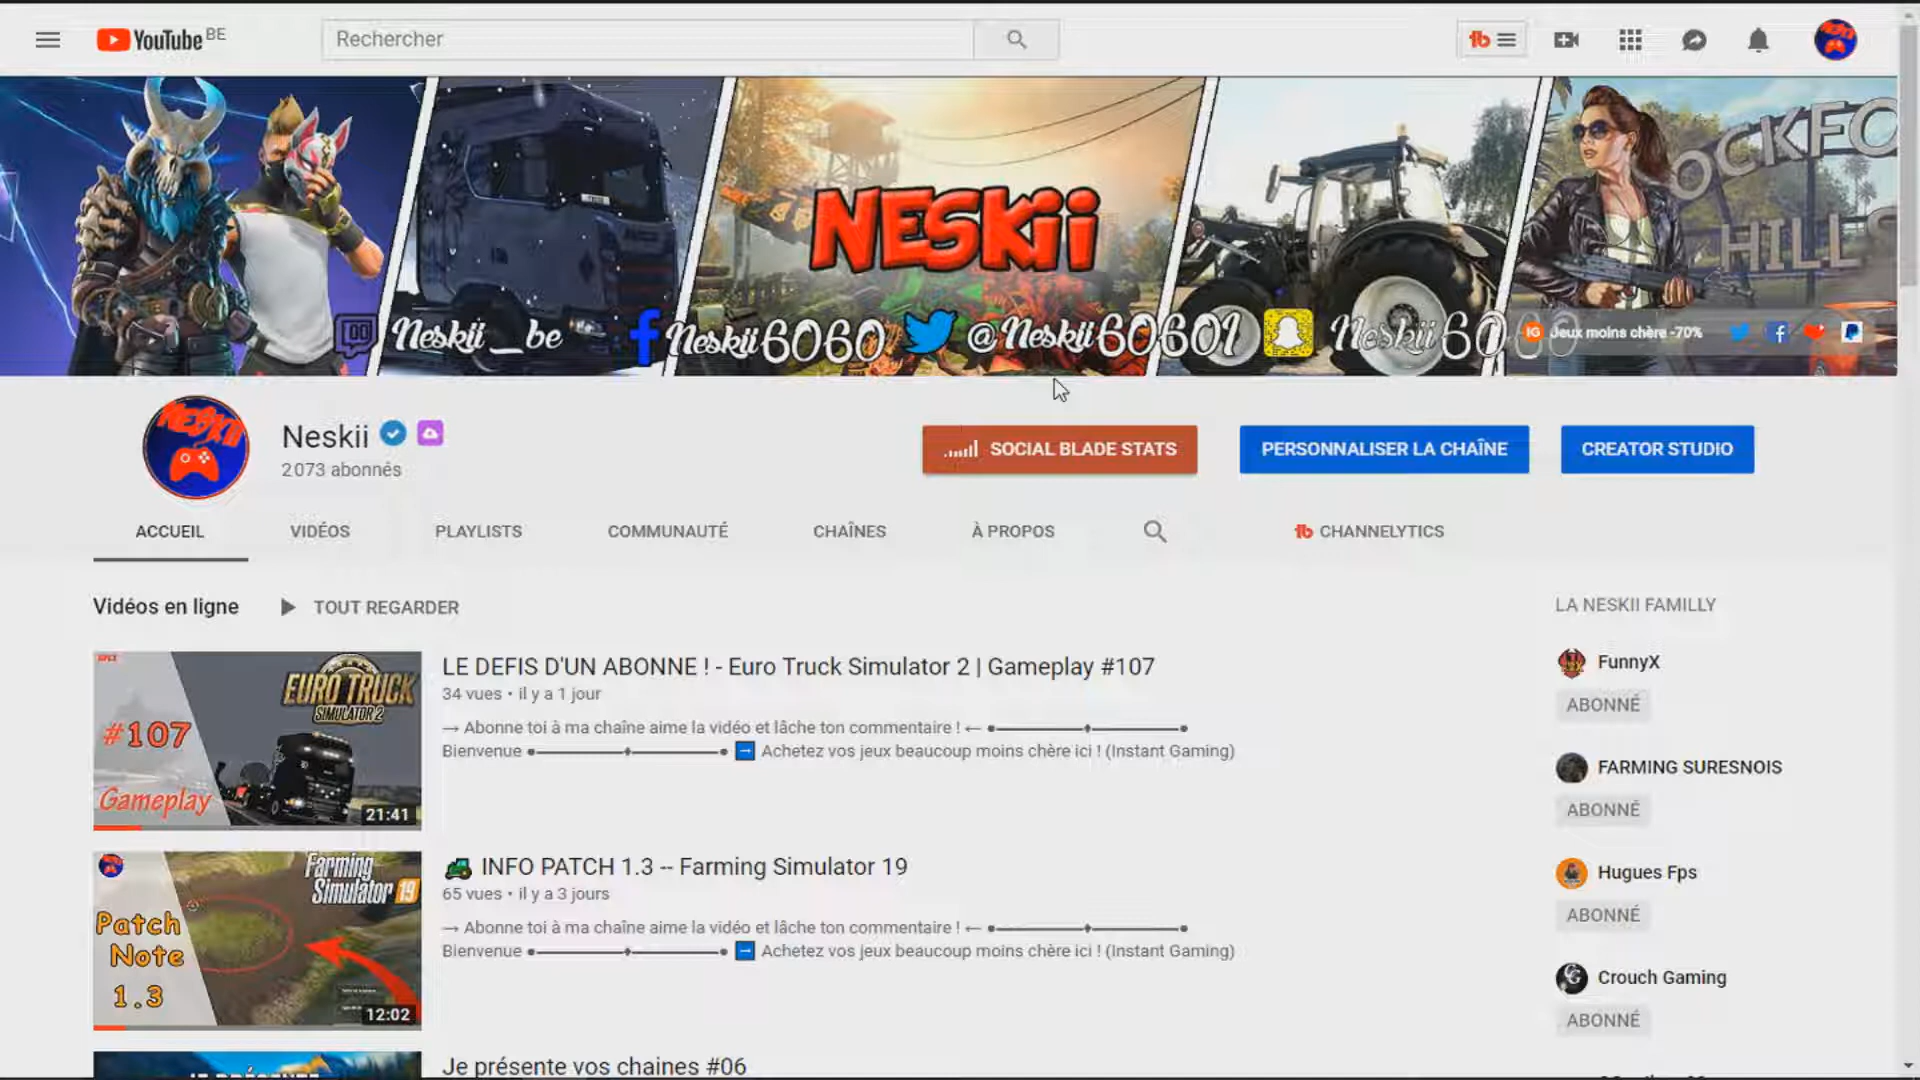 YouTube BE
Rechercher
NESKii
OCKFO
HILLS
Neskii_be
Neskii6060
@Neskii60601
Neskii6060
IG Jeux moins chère -70%
Neskii
2 073 abonnés
SOCIAL BLADE STATS
PERSONNALISER LA CHAÎNE
CREATOR STUDIO
ACCUEIL
VIDÉOS
PLAYLISTS
COMMUNAUTÉ
CHAÎNES
À PROPOS
CHANNELYTICS
Vidéos en ligne
TOUT REGARDER
EURO TRUCK
SIMULATOR 2
#107
Gameplay
21:41
LE DEFIS D'UN ABONNE ! - Euro Truck Simulator 2 | Gameplay #107
34 vues • il y a 1 jour
→ Abonne toi à ma chaîne aime la vidéo et lâche ton commentaire ! ←
Bienvenue ➡ Achetez vos jeux beaucoup moins chère ici ! (Instant Gaming)
Farming
Simulator 19
Patch
Note
1.3
12:02
INFO PATCH 1.3 -- Farming Simulator 19
65 vues • il y a 3 jours
→ Abonne toi à ma chaîne aime la vidéo et lâche ton commentaire ! ←
Bienvenue ➡ Achetez vos jeux beaucoup moins chère ici ! (Instant Gaming)
Je présente vos chaines #06
LA NESKII FAMILLY
FunnyX
ABONNÉ
FARMING SURESNOIS
ABONNÉ
Hugues Fps
ABONNÉ
Crouch Gaming
ABONNÉ